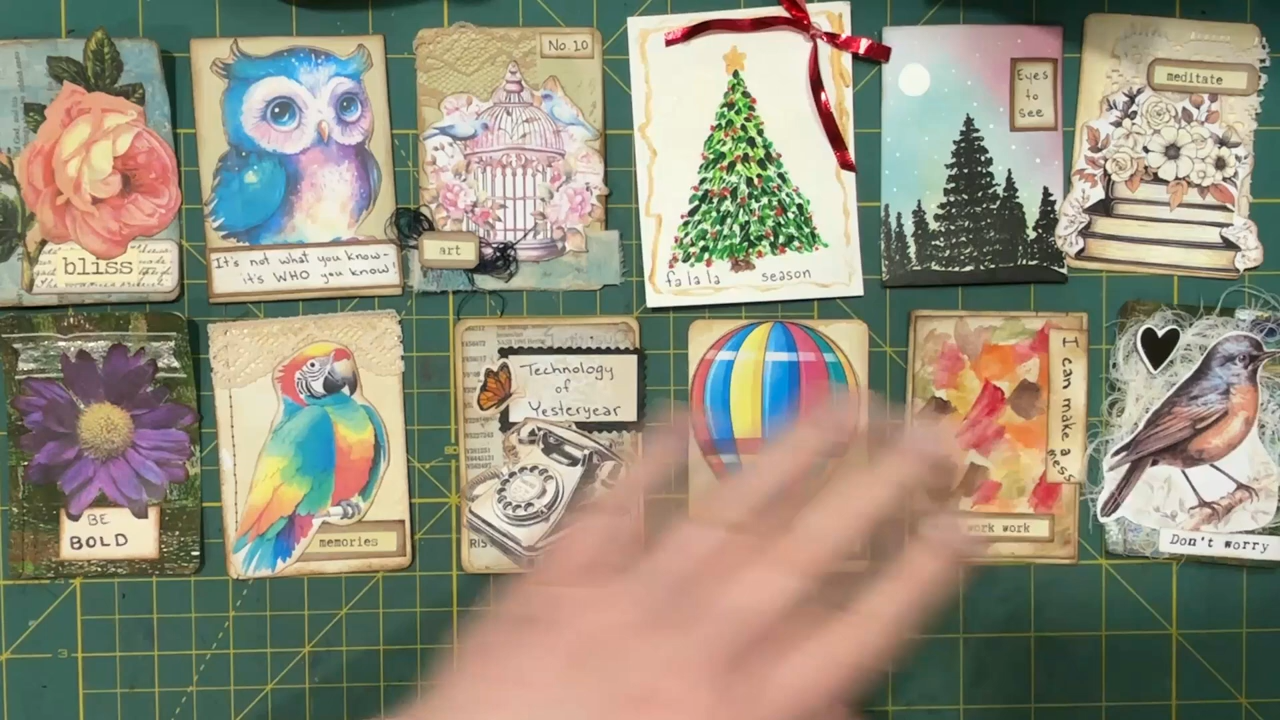 bliss
It's not what you know-
it's WHO you know!
No. 10
art
fa la la season
Eyes
to
see
meditate
BE
BOLD
memories
Technology
of
Yesteryear
RIS
I can make a mess
work work
Don't worry